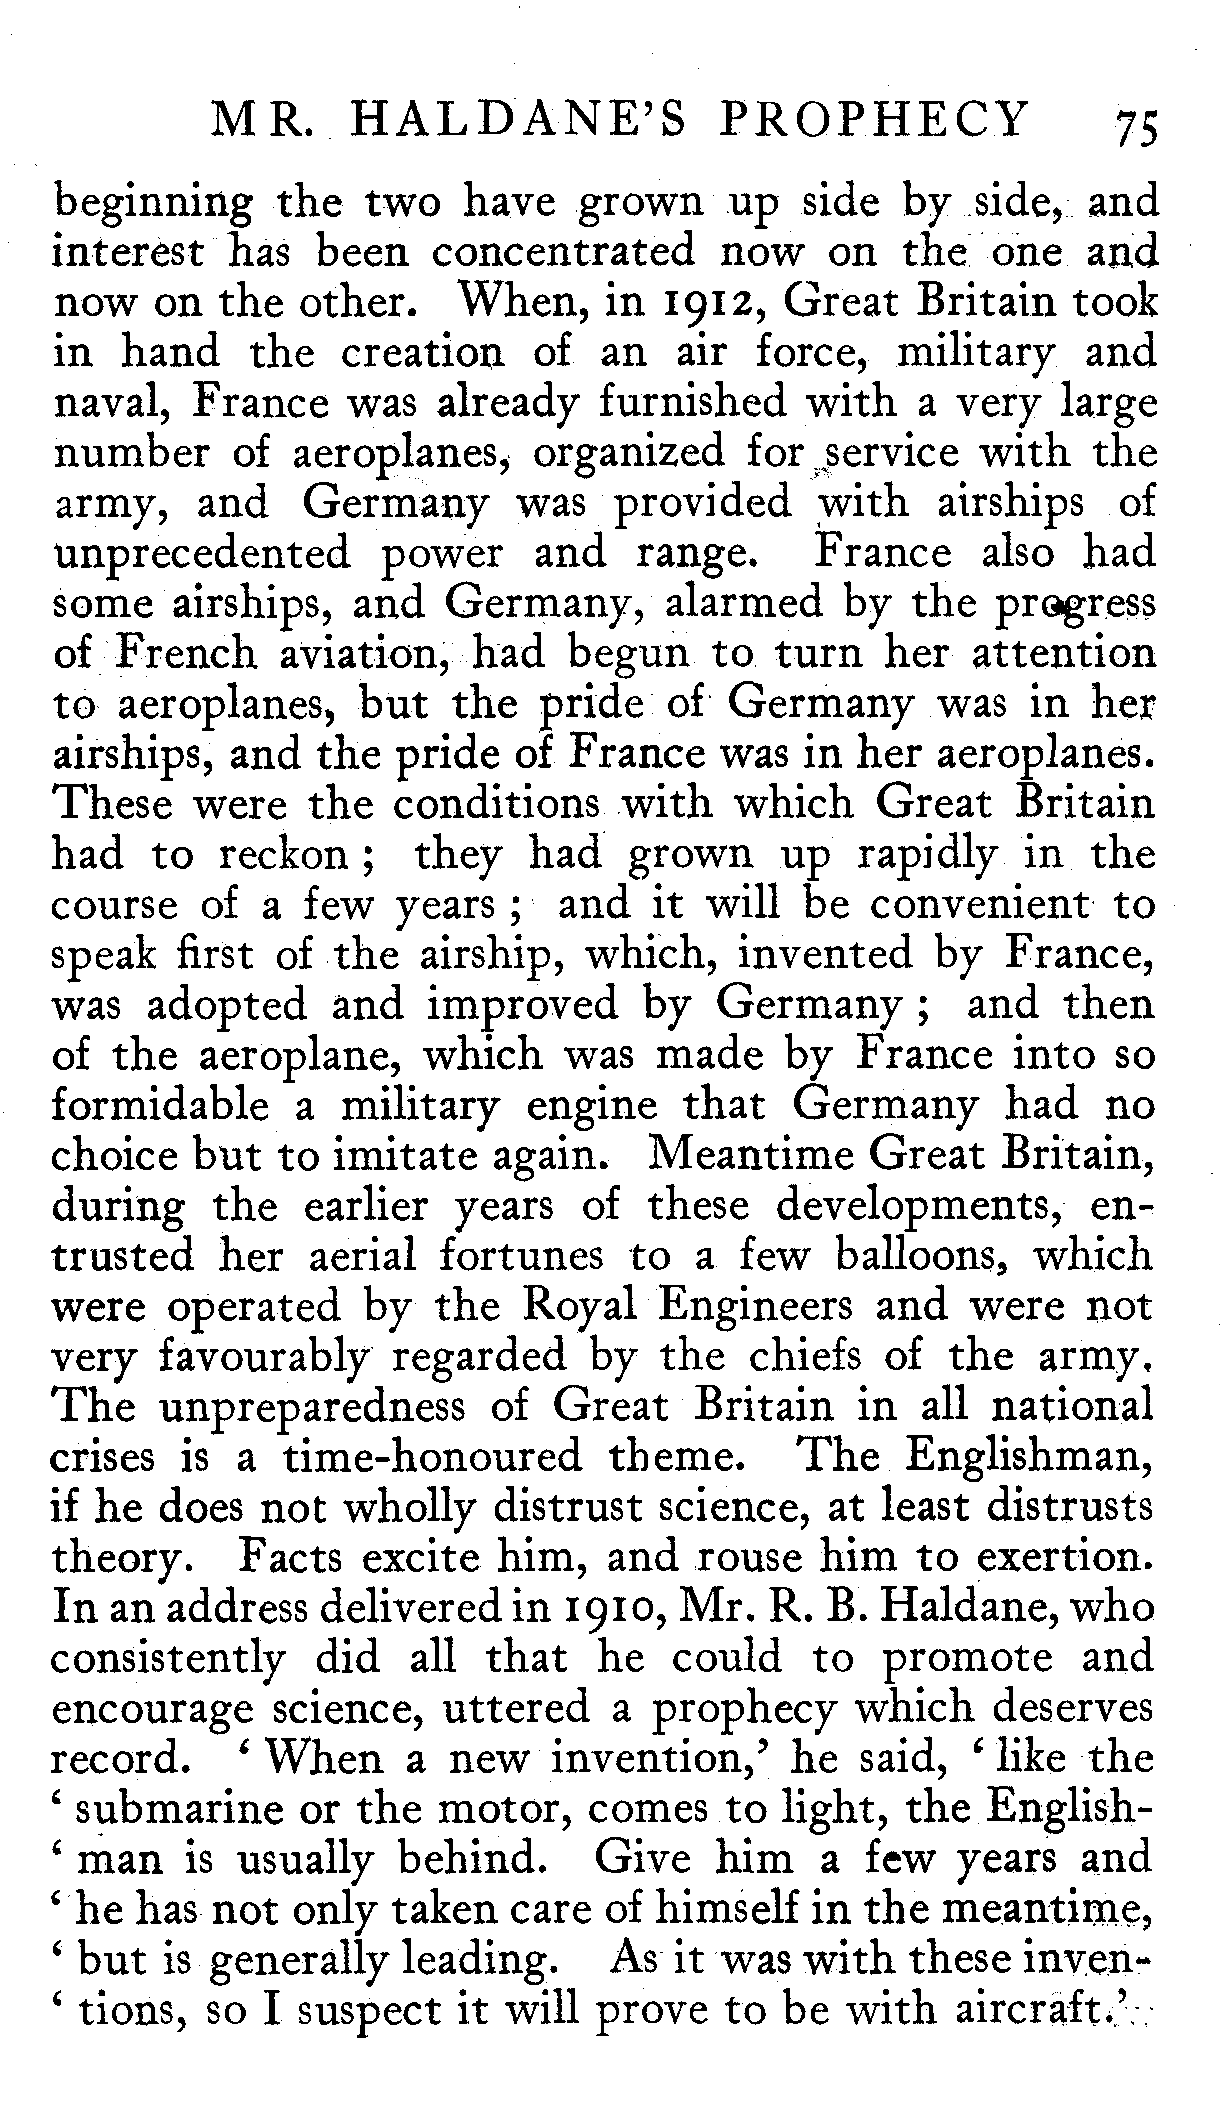 MR. HALDANE'S PROPHECY 75
beginning the two have grown up side by side, and
interest has been concentrated now on the one and
now on the other. When, in 1912, Great Britain took
in hand the creation of an air force, military and
naval, France was already furnished with a very large
number of aeroplanes, organized for service with the
army, and Germany was provided with airships of
unprecedented power and range. France also had
some airships, and Germany, alarmed by the progress
of French aviation, had begun to turn her attention
to aeroplanes, but the pride of Germany was in her
airships, and the pride of France was in her aeroplanes.
These were the conditions with which Great Britain
had to reckon ; they had grown up rapidly in the
course of a few years ; and it will be convenient to
speak first of the airship, which, invented by France,
was adopted and improved by Germany ; and then
of the aeroplane, which was made by France into so
formidable a military engine that Germany had no
choice but to imitate again. Meantime Great Britain,
during the earlier years of these developments, en-
trusted her aerial fortunes to a few balloons, which
were operated by the Royal Engineers and were not
very favourably regarded by the chiefs of the army.
The unpreparedness of Great Britain in all national
crises is a time-honoured theme. The Englishman,
if he does not wholly distrust science, at least distrusts
theory. Facts excite him, and rouse him to exertion.
In an address delivered in 1910, Mr. R. B. Haldane, who
consistently did all that he could to promote and
encourage science, uttered a prophecy which deserves
record. ‘ When a new invention,’ he said, ‘ like the
‘ submarine or the motor, comes to light, the English-
‘ man is usually behind. Give him a few years and
‘ he has not only taken care of himself in the meantime,
‘ but is generally leading. As it was with these inven-
‘ tions, so I suspect it will prove to be with aircraft.’